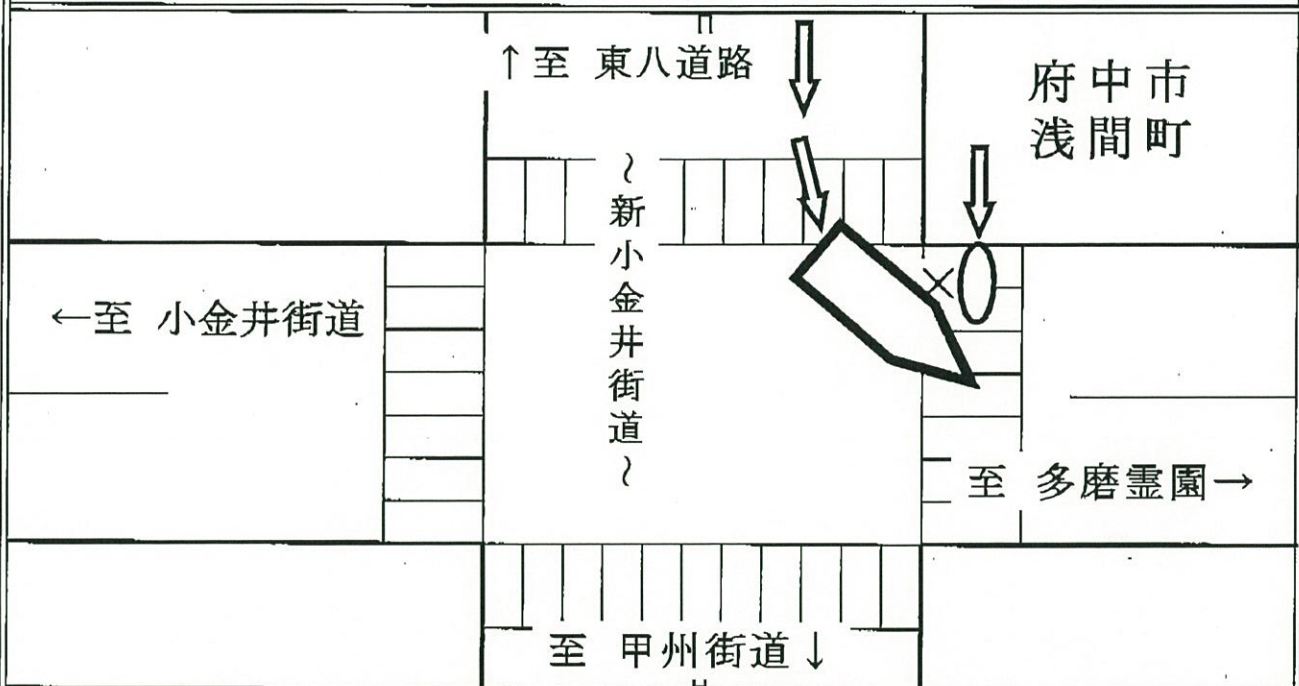 ↑至 東八道路
府中市
浅間町
~新小金井街道~
←至 小金井街道
至 多磨霊園→
至 甲州街道↓